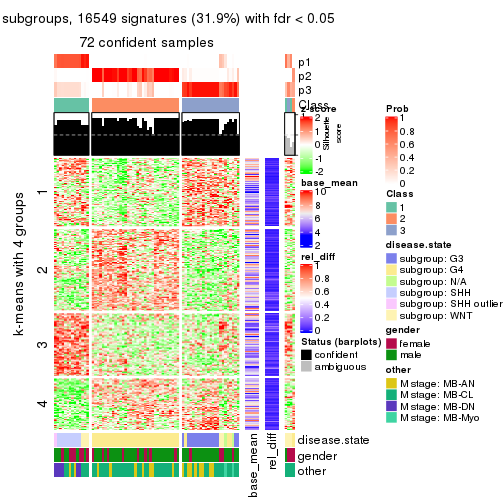 subgroups, 16549 signatures (31.9%) with fdr < 0.05
72 confident samples
p1
p2
p3
Class
z-score
2
1
0
-1
-2
Silhouette
score
1
2
3
4
k-means with 4 groups
base_mean
10
8
6
4
2
rel_diff
1
0.8
0.6
0.4
0.2
0
Status (barplots)
confident
ambiguous
disease.state
gender
other
base_mean
rel_diff
Prob
1
0.8
0.6
0.4
0.2
0
Class
1
2
3
disease.state
subgroup: G3
subgroup: G4
subgroup: N/A
subgroup: SHH
subgroup: SHH outlier
subgroup: WNT
gender
female
male
other
M stage: MB-AN
M stage: MB-CL
M stage: MB-DN
M stage: MB-Myo